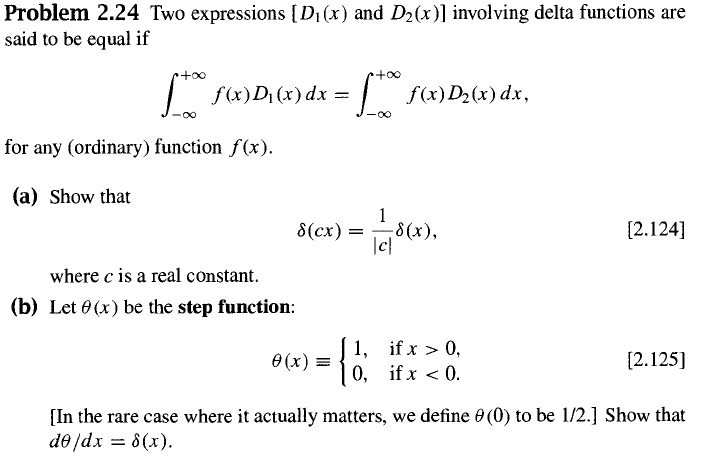 Problem 2.24 Two expressions [D₁(x) and D₂(x)] involving delta functions are
said to be equal if
∫_{-∞}^{+∞} f(x)D₁(x) dx = ∫_{-∞}^{+∞} f(x)D₂(x) dx,
for any (ordinary) function f(x).
(a) Show that
δ(cx) = \frac{1}{|c|} δ(x), [2.124]
where c is a real constant.
(b) Let θ(x) be the step function:
θ(x) ≡ { 1, if x > 0,
0, if x < 0. [2.125]
[In the rare case where it actually matters, we define θ(0) to be 1/2.] Show that
dθ/dx = δ(x).